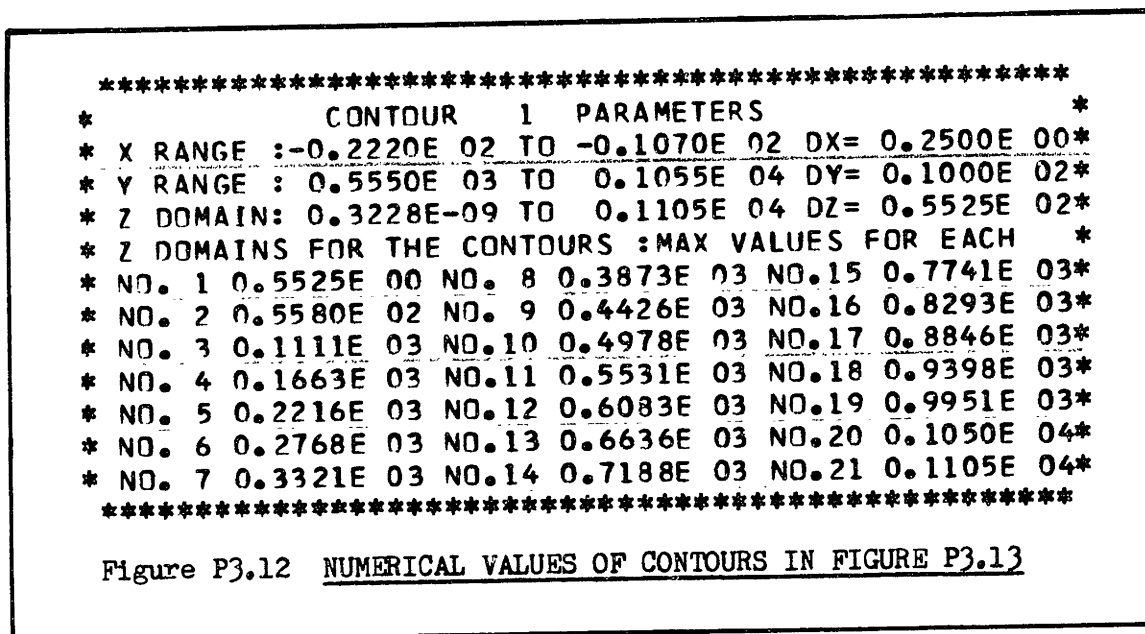 *****************************************************
* CONTOUR 1 PARAMETERS *
* X RANGE :-0.2220E 02 TO -0.1070E 02 DX= 0.2500E 00*
* Y RANGE : 0.5550E 03 TO 0.1055E 04 DY= 0.1000E 02*
* Z DOMAIN: 0.3228E-09 TO 0.1105E 04 DZ= 0.5525E 02*
* Z DOMAINS FOR THE CONTOURS :MAX VALUES FOR EACH *
* NO. 1 0.5525E 00 NO. 8 0.3873E 03 NO.15 0.7741E 03*
* NO. 2 0.5580E 02 NO. 9 0.4426E 03 NO.16 0.8293E 03*
* NO. 3 0.1111E 03 NO.10 0.4978E 03 NO.17 0.8846E 03*
* NO. 4 0.1663E 03 NO.11 0.5531E 03 NO.18 0.9398E 03*
* NO. 5 0.2216E 03 NO.12 0.6083E 03 NO.19 0.9951E 03*
* NO. 6 0.2768E 03 NO.13 0.6636E 03 NO.20 0.1050E 04*
* NO. 7 0.3321E 03 NO.14 0.7188E 03 NO.21 0.1105E 04*
*****************************************************
Figure P3.12 NUMERICAL VALUES OF CONTOURS IN FIGURE P3.13